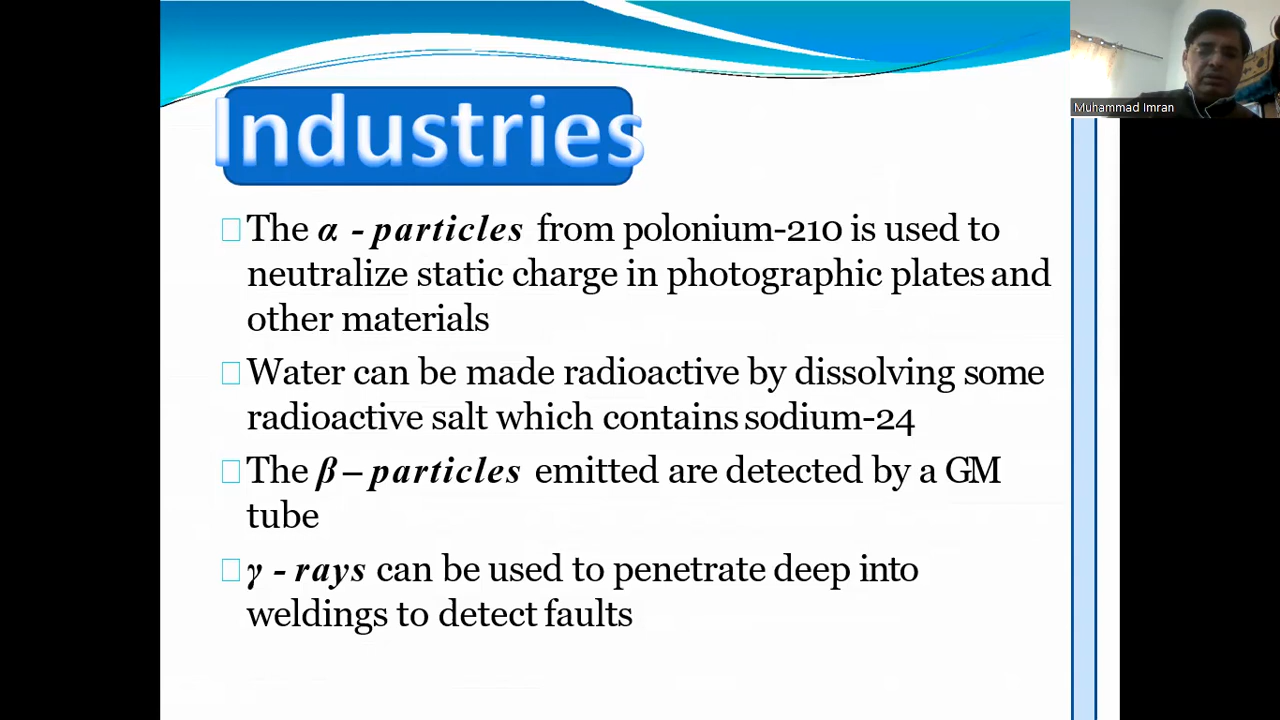 Industries
Muhammad Imran
The α - particles from polonium-210 is used to
neutralize static charge in photographic plates and
other materials
Water can be made radioactive by dissolving some
radioactive salt which contains sodium-24
The β – particles emitted are detected by a GM
tube
γ - rays can be used to penetrate deep into
weldings to detect faults